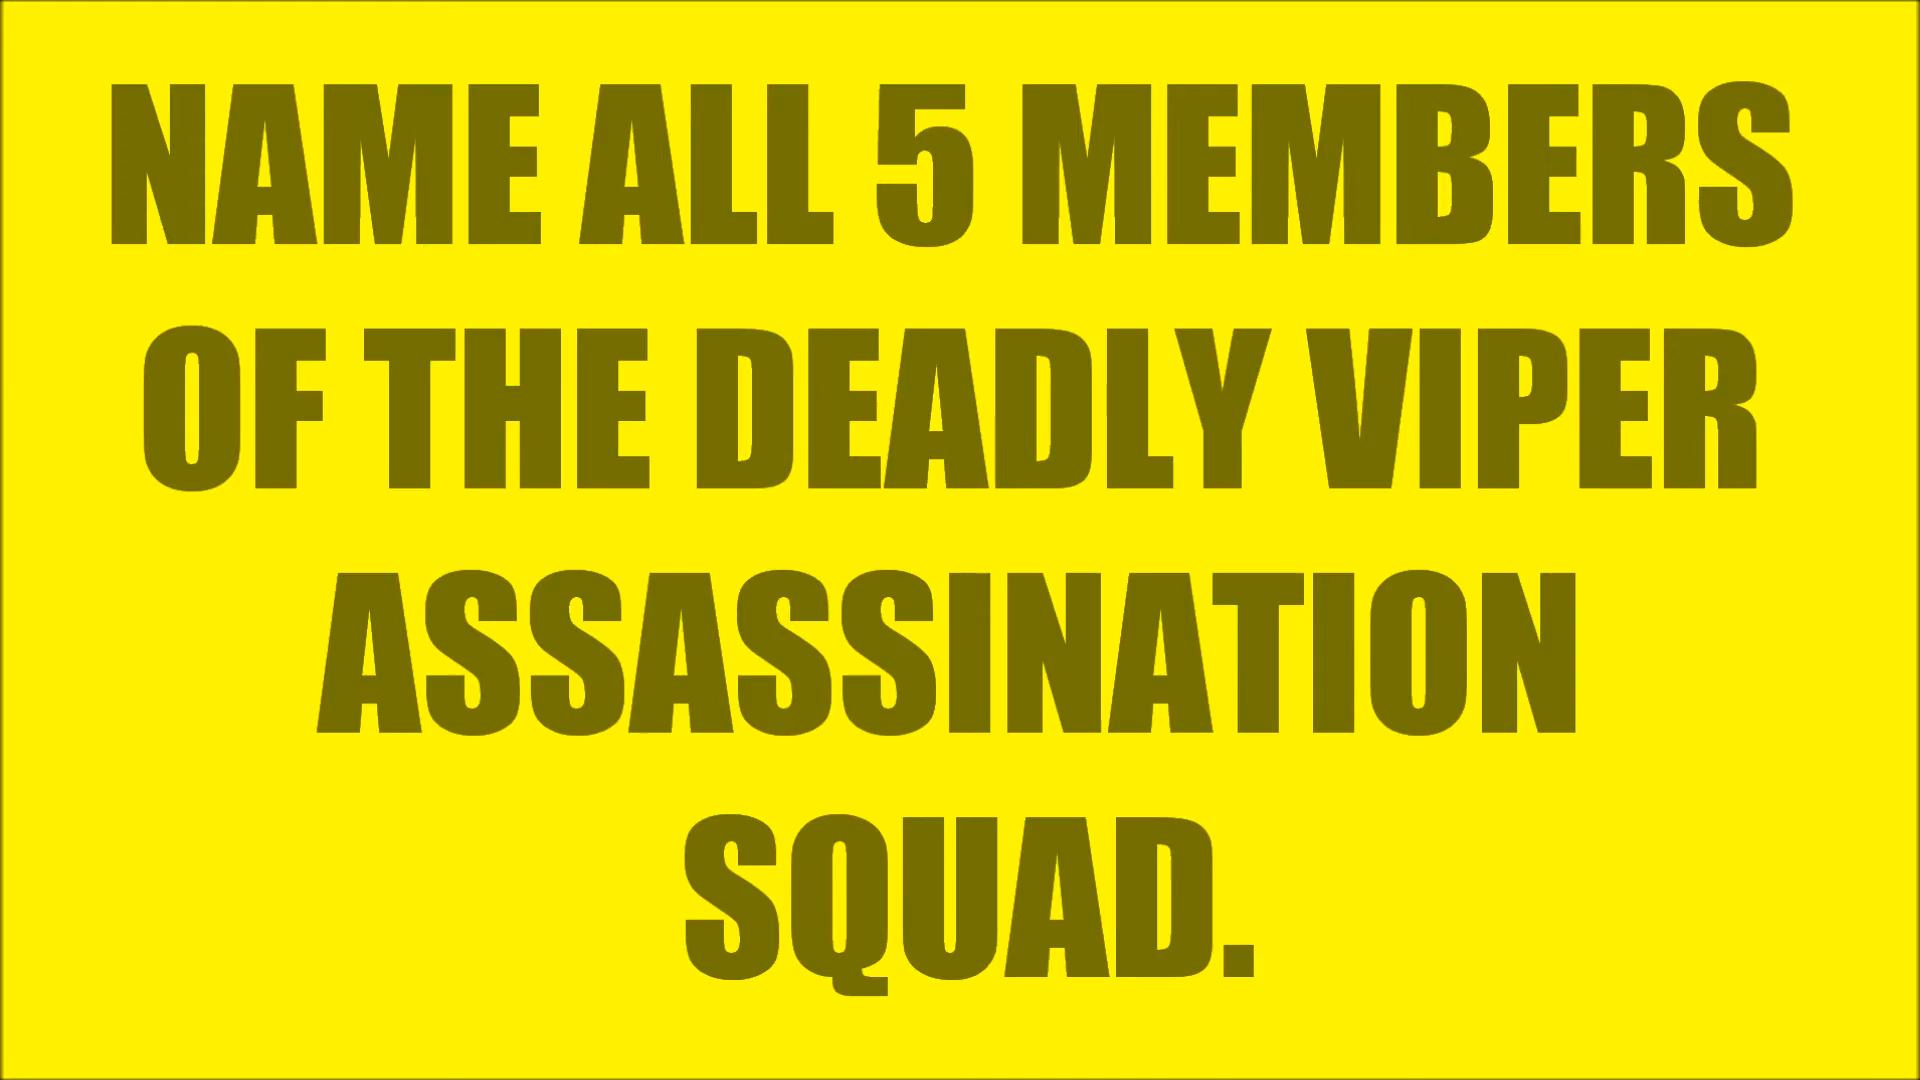 NAME ALL 5 MEMBERS
OF THE DEADLY VIPER
ASSASSINATION
SQUAD.